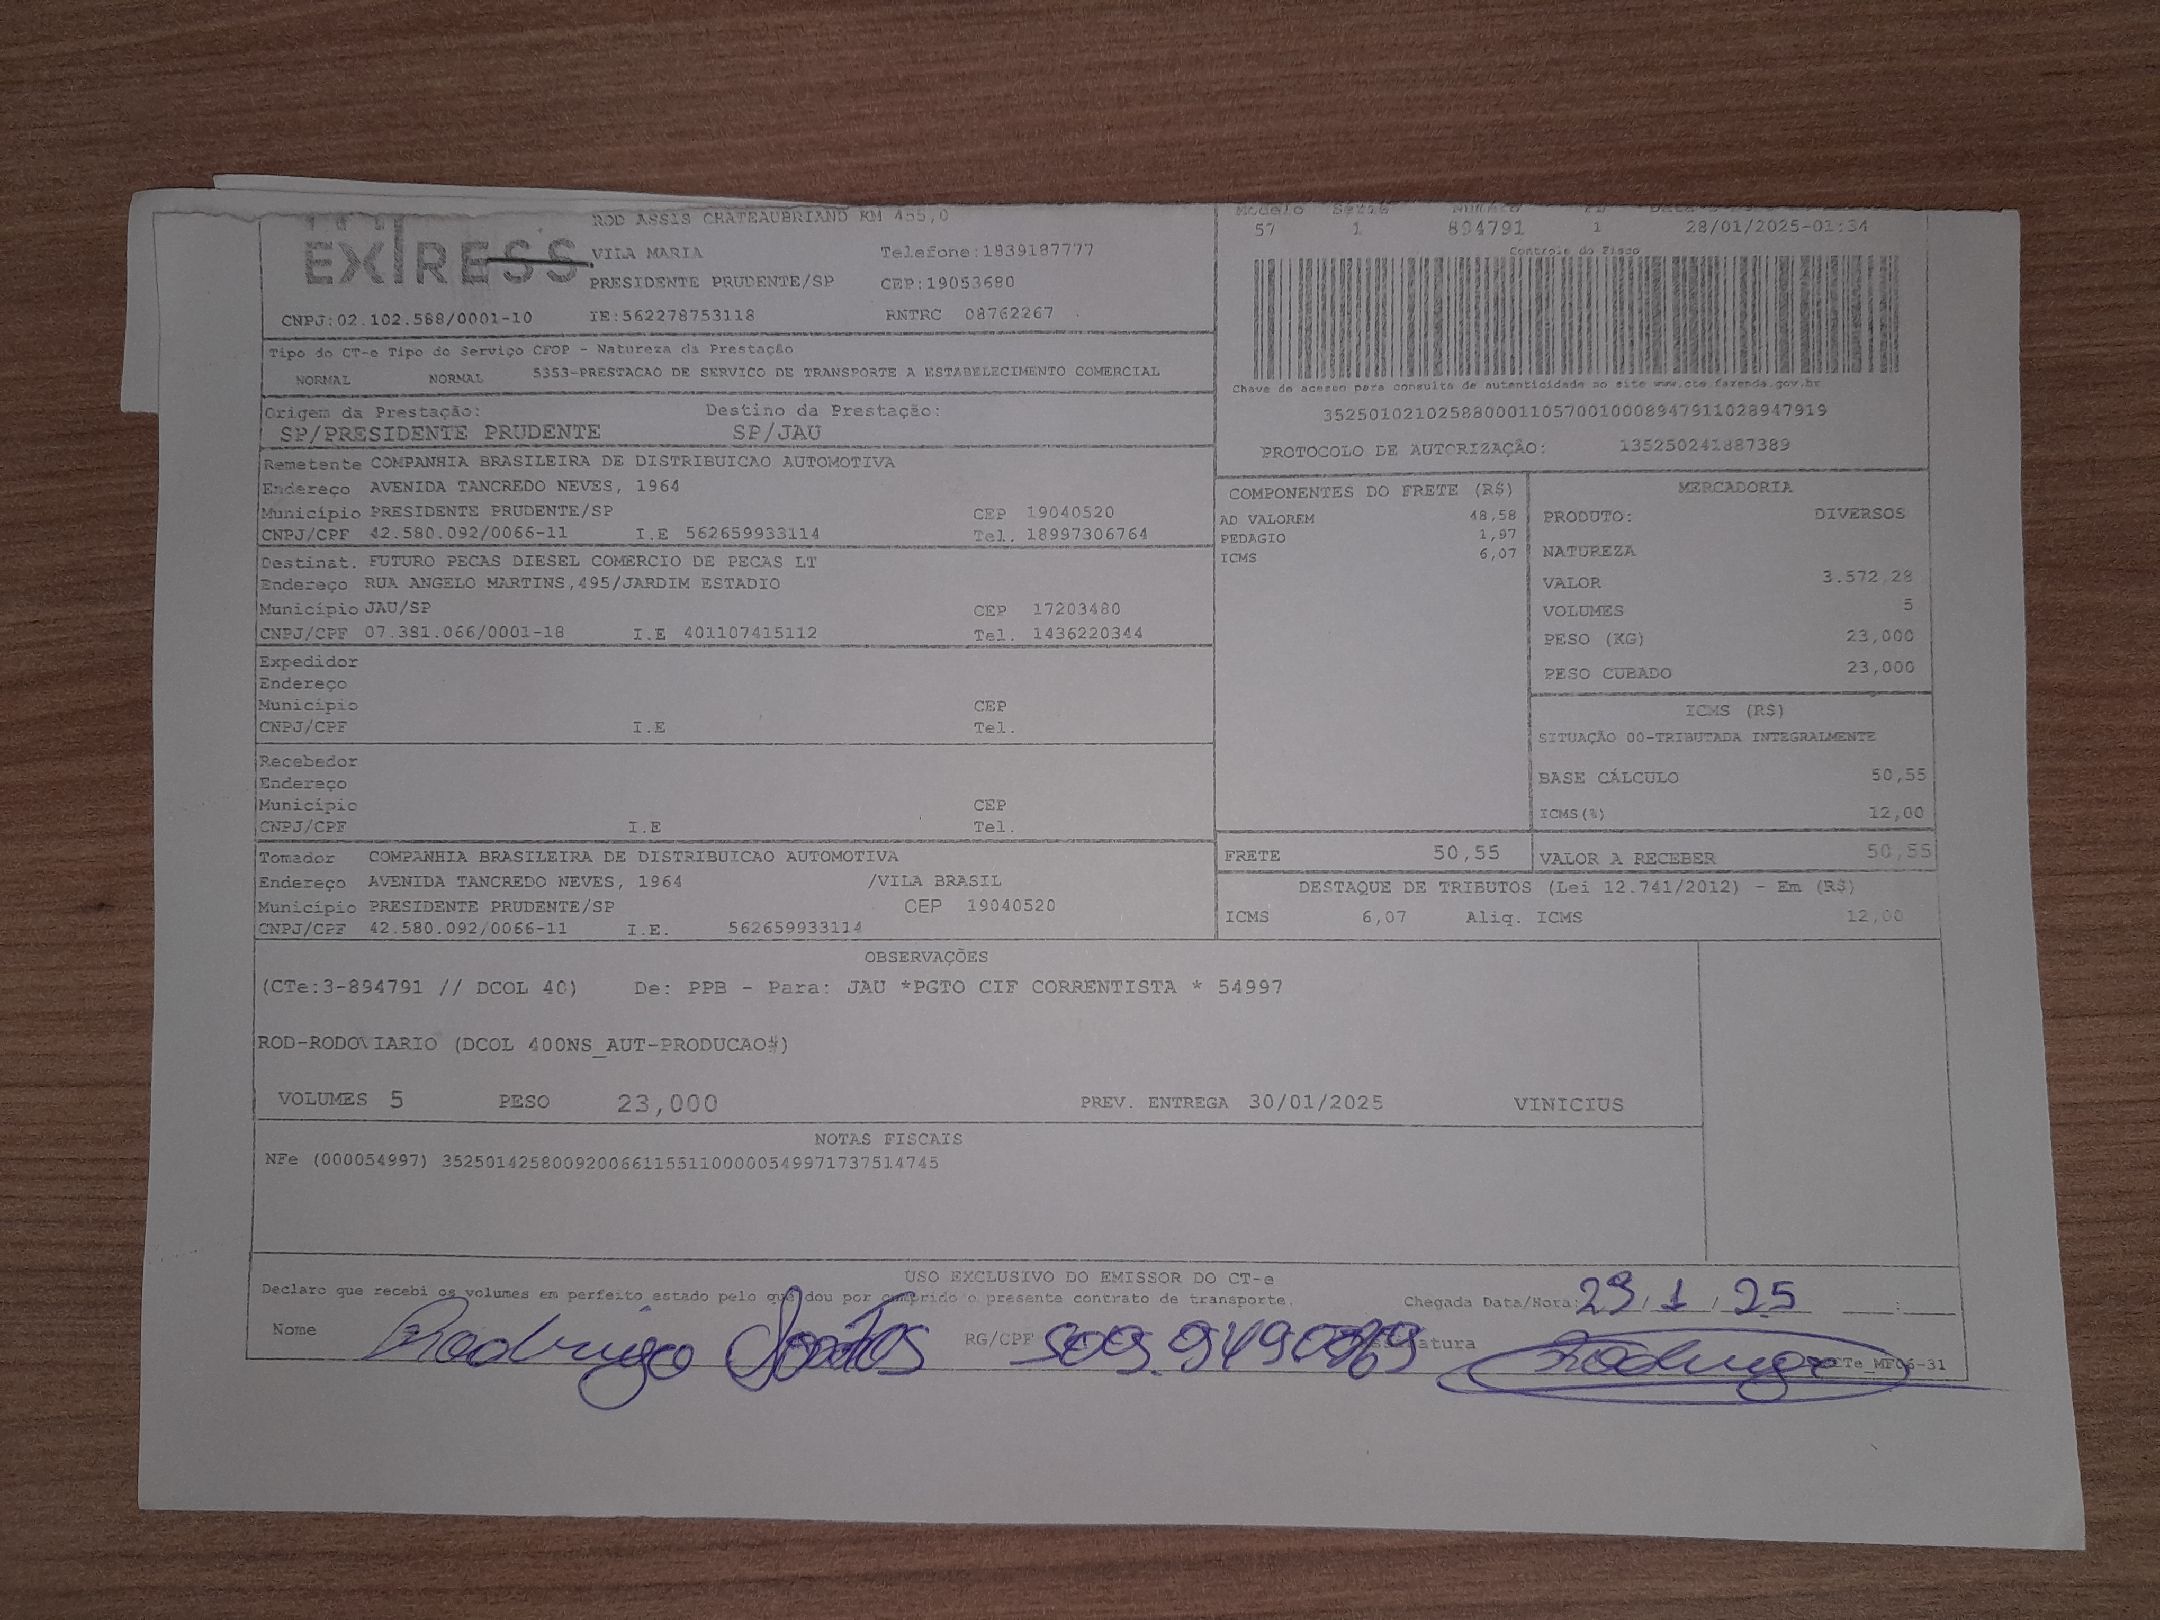 EXTRESS
ROD ASSIS CHATEAUBRIAND KM 455,0
VILA MARIA Telefone:1839187777
PRESIDENTE PRUDENTE/SP CEP:19053680
CNPJ:02.102.588/0001-10 IE:562278753118 RNTRC 08762267
Modelo Série Número
57 1 894791 1 28/01/2025-01:34
Controle do Fisco
Chave de acesso para consulta de autenticidade no site www.cte.fazenda.gov.br
35250102102588000110570010008947911028947919
PROTOCOLO DE AUTORIZAÇÃO: 135250241887389
Tipo do CT-e Tipo do Serviço CFOP - Natureza da Prestação
NORMAL NORMAL 5353-PRESTACAO DE SERVICO DE TRANSPORTE A ESTABELECIMENTO COMERCIAL
Origem da Prestação: Destino da Prestação:
SP/PRESIDENTE PRUDENTE SP/JAU
Remetente COMPANHIA BRASILEIRA DE DISTRIBUICAO AUTOMOTIVA
Endereço AVENIDA TANCREDO NEVES, 1964
Município PRESIDENTE PRUDENTE/SP CEP 19040520
CNPJ/CPF 42.580.092/0066-11 I.E 562659933114 Tel. 18997306764
Destinat. FUTURO PECAS DIESEL COMERCIO DE PECAS LT
Endereço RUA ANGELO MARTINS,495/JARDIM ESTADIO
Município JAU/SP CEP 17203480
CNPJ/CPF 07.381.066/0001-18 I.E 401107415112 Tel. 1436220344
Expedidor
Endereço
Município CEP
CNPJ/CPF I.E Tel.
Recebedor
Endereço
Município CEP
CNPJ/CPF I.E Tel.
Tomador COMPANHIA BRASILEIRA DE DISTRIBUICAO AUTOMOTIVA
Endereço AVENIDA TANCREDO NEVES, 1964 /VILA BRASIL
Município PRESIDENTE PRUDENTE/SP CEP 19040520
CNPJ/CPF 42.580.092/0066-11 I.E. 562659933114
COMPONENTES DO FRETE (R$)
AD VALOREM 48,58
PEDAGIO 1,97
ICMS 6,07
MERCADORIA
PRODUTO: DIVERSOS
NATUREZA
VALOR 3.572,28
VOLUMES 5
PESO (KG) 23,000
PESO CUBADO 23,000
ICMS (R$)
SITUAÇÃO 00-TRIBUTADA INTEGRALMENTE
BASE CÁLCULO 50,55
ICMS(%) 12,00
FRETE 50,55 VALOR A RECEBER 50,55
DESTAQUE DE TRIBUTOS (Lei 12.741/2012) - Em (R$)
ICMS 6,07 Aliq. ICMS 12,00
OBSERVAÇÕES
(CTe:3-894791 // DCOL 40) De: PPB - Para: JAU *PGTO CIF CORRENTISTA * 54997
ROD-RODOVIARIO (DCOL 400NS_AUT-PRODUCAO#)
VOLUMES 5 PESO 23,000 PREV. ENTREGA 30/01/2025 VINICIUS
NOTAS FISCAIS
NFe (000054997) 35250142580092006611551100000549971737514745
USO EXCLUSIVO DO EMISSOR DO CT-e
Declaro que recebi os volumes em perfeito estado pelo que dou por cumprido o presente contrato de transporte. Chegada Data/Hora: 29/1/25
Nome Rodrigo RG/CPF Assinatura Rodrigo
CTe_MF06-31